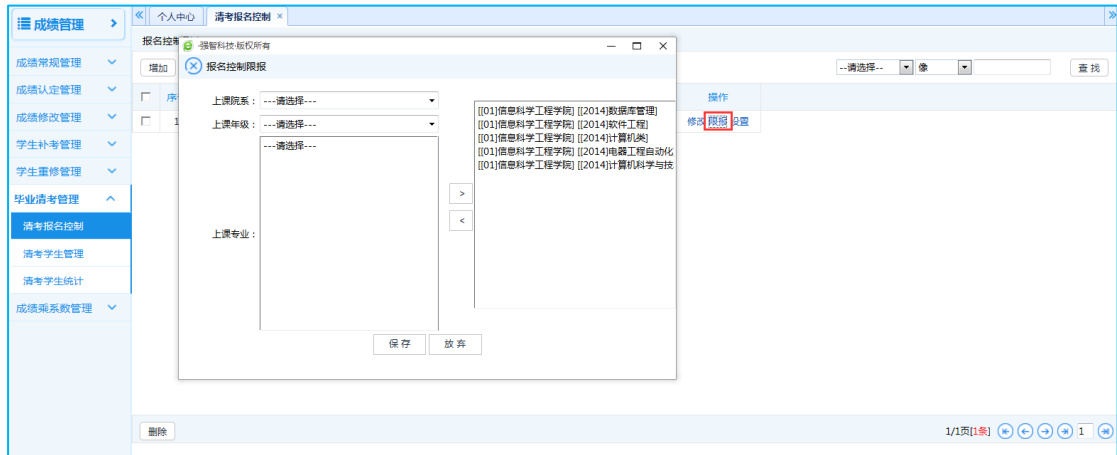 成绩管理
个人中心 清考报名控制 ×
成绩常规管理
成绩认定管理
成绩修改管理
学生补考管理
学生重修管理
毕业清考管理
清考报名控制
清考学生管理
清考学生统计
成绩乘系数管理
报名控制
增加
--请选择-- 像 查 找
序 操作
1 修改 限报 设置
-强智科技-版权所有
报名控制限报
上课院系： ---请选择---
上课年级： ---请选择---
上课专业：
---请选择---
[[01]信息科学工程学院] [[2014]数据库管理]
[[01]信息科学工程学院] [[2014]软件工程]
[[01]信息科学工程学院] [[2014]计算机类]
[[01]信息科学工程学院] [[2014]电器工程自动化
[[01]信息科学工程学院] [[2014]计算机科学与技
>
<
保 存 放 弃
删除
1/1页[1条] 1